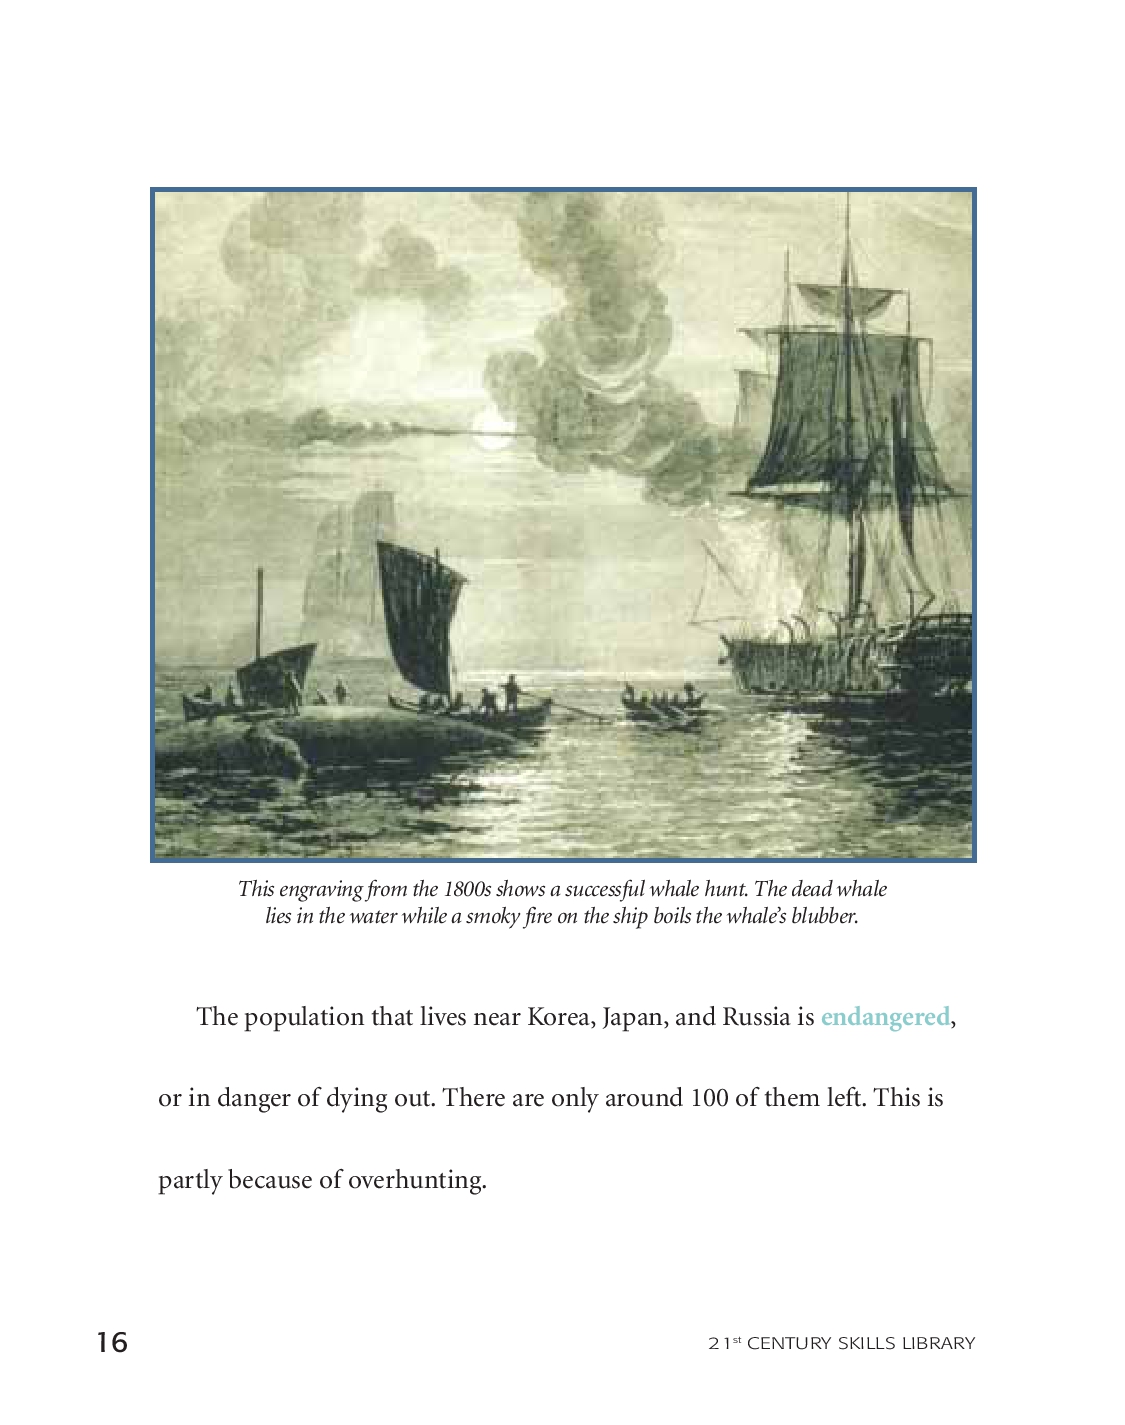 This engraving from the 1800s shows a successful whale hunt. The dead whale
lies in the water while a smoky fire on the ship boils the whale’s blubber.
The population that lives near Korea, Japan, and Russia is endangered,
or in danger of dying out. There are only around 100 of them left. This is
partly because of overhunting.
16
21st CENTURY SKILLS LIBRARY